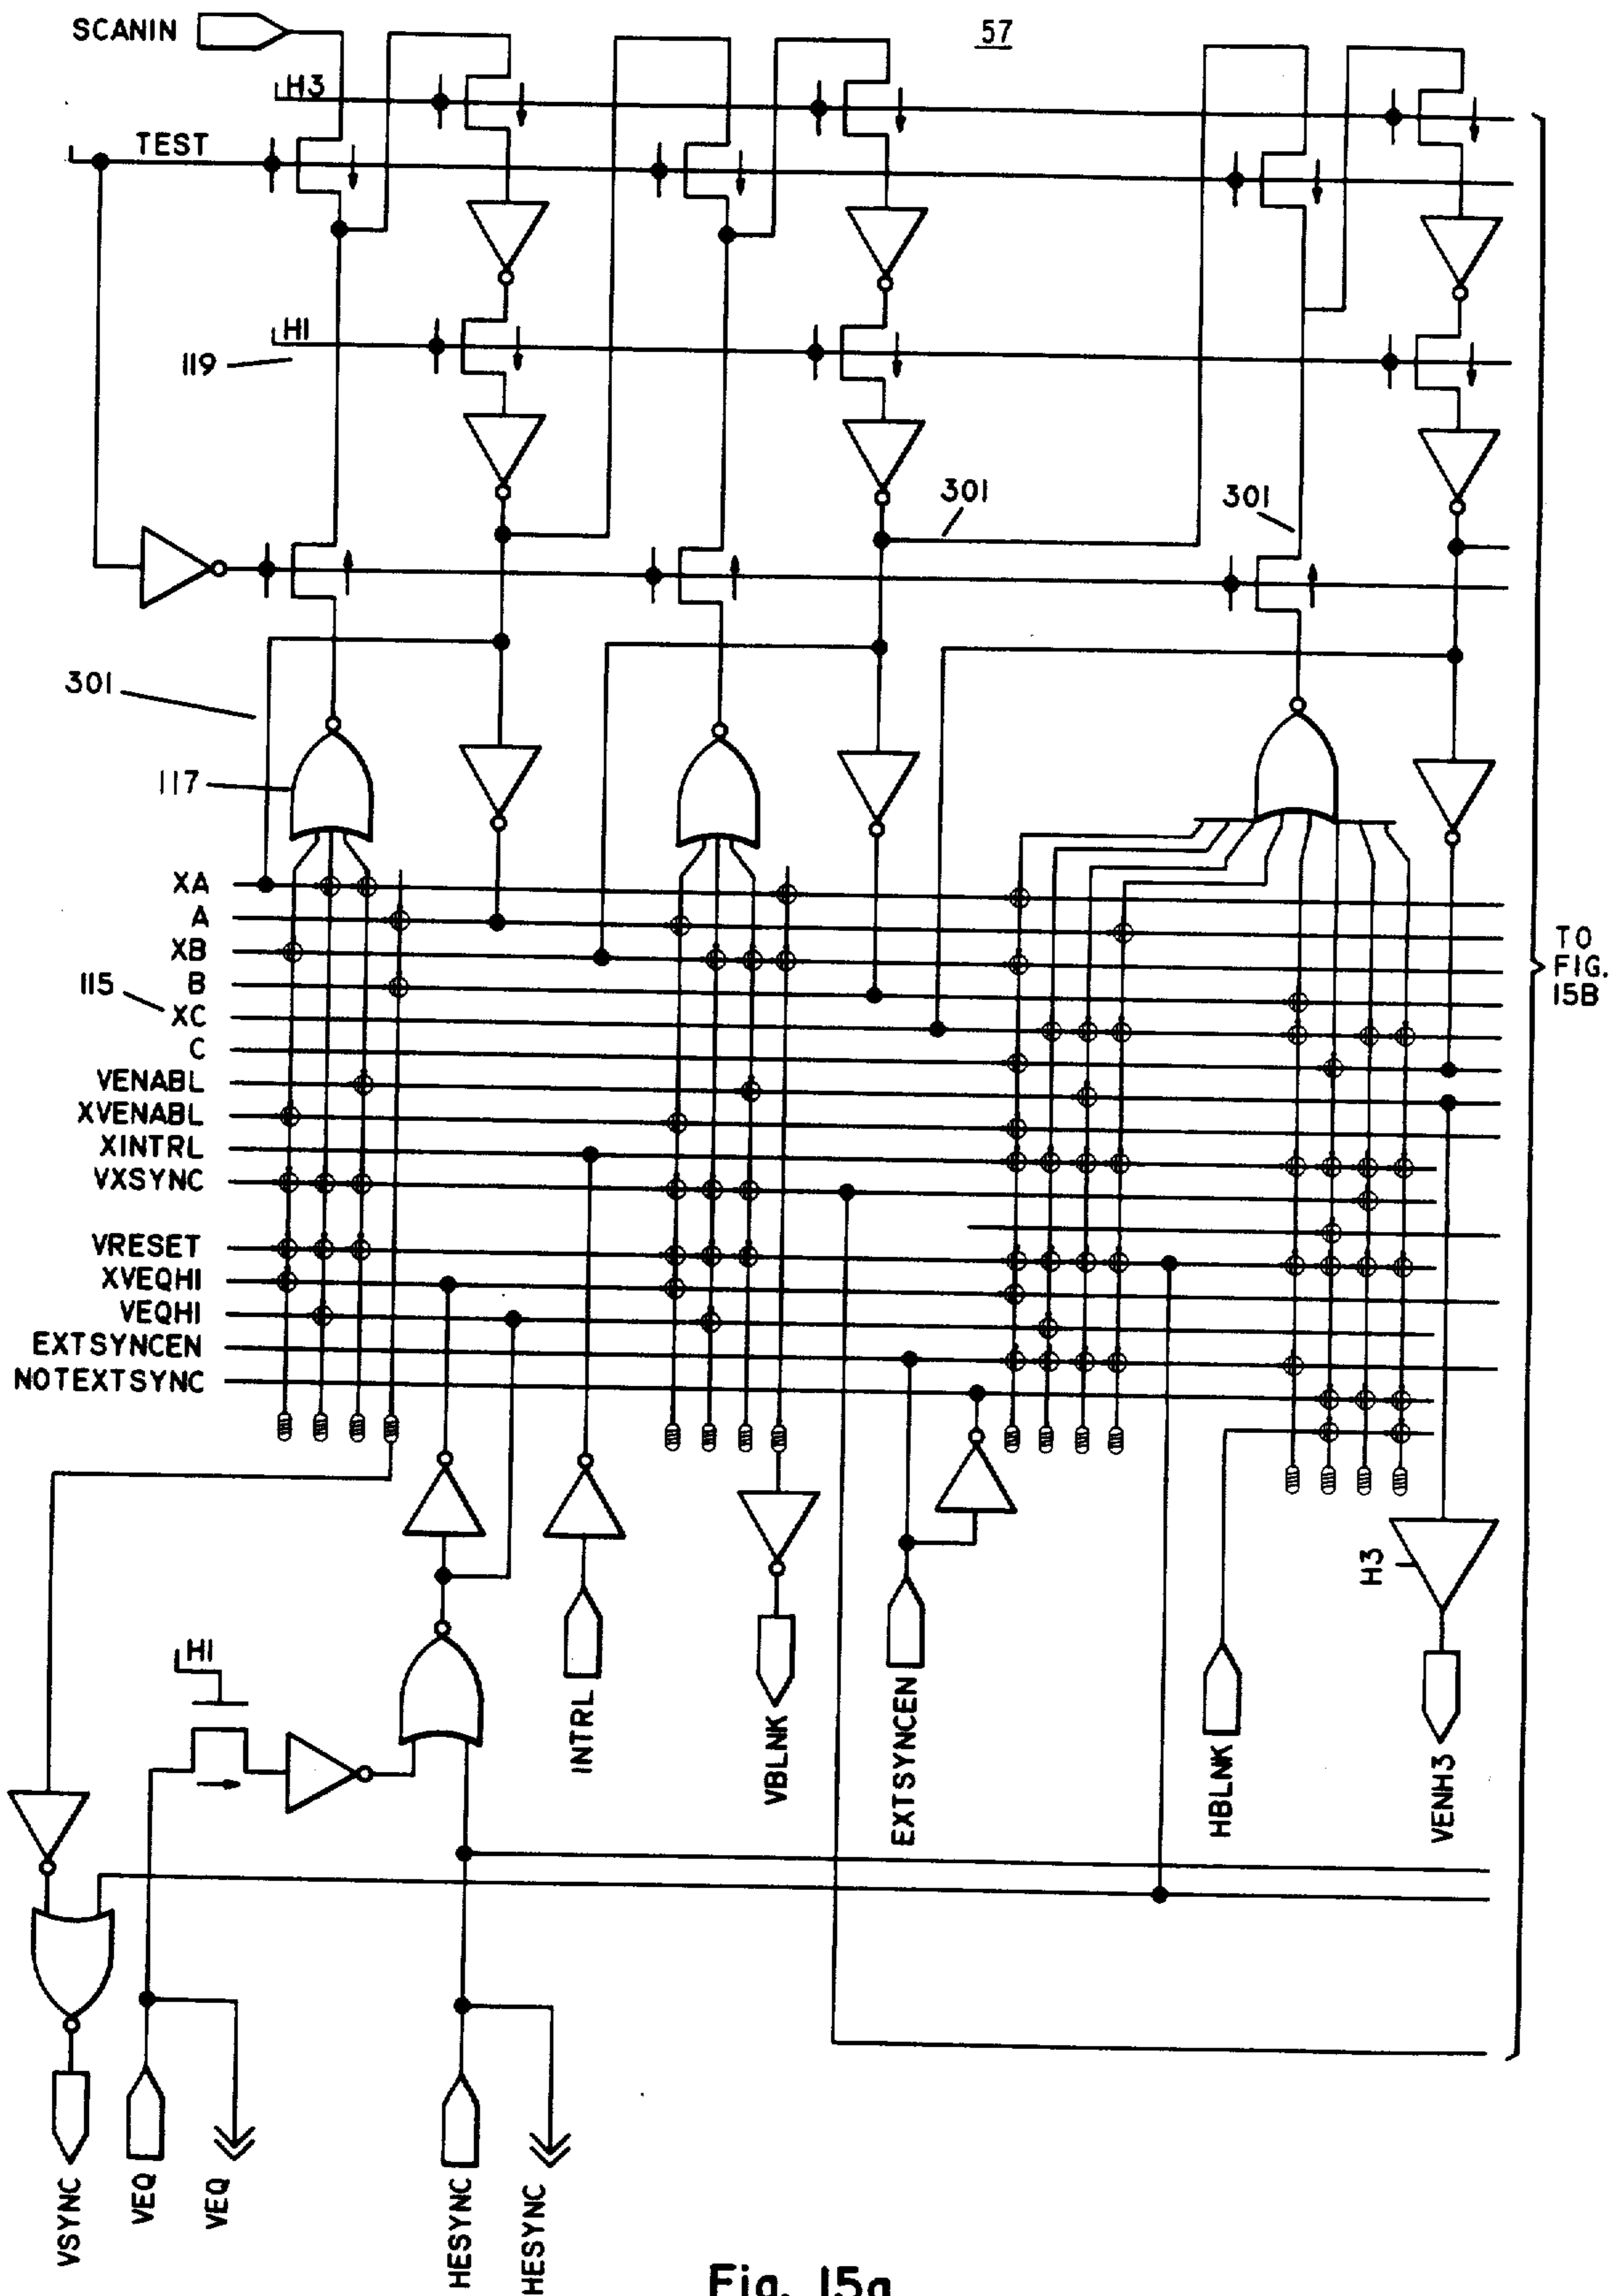 SCANIN
57
H3
TEST
H1
119
301
301
301
117
XA
A
XB
B
115
XC
C
VENABL
XVENABL
XINTRL
VXSYNC
VRESET
XVEQHI
VEQHI
EXTSYNCEN
NOTEXTSYNC
TO
FIG.
15B
H3
H1
INTRL
VBLNK
EXTSYNCEN
HBLNK
VENH3
VSYNC
VEQ
VEQ
HESYNC
HESYNC
Fig. 15a